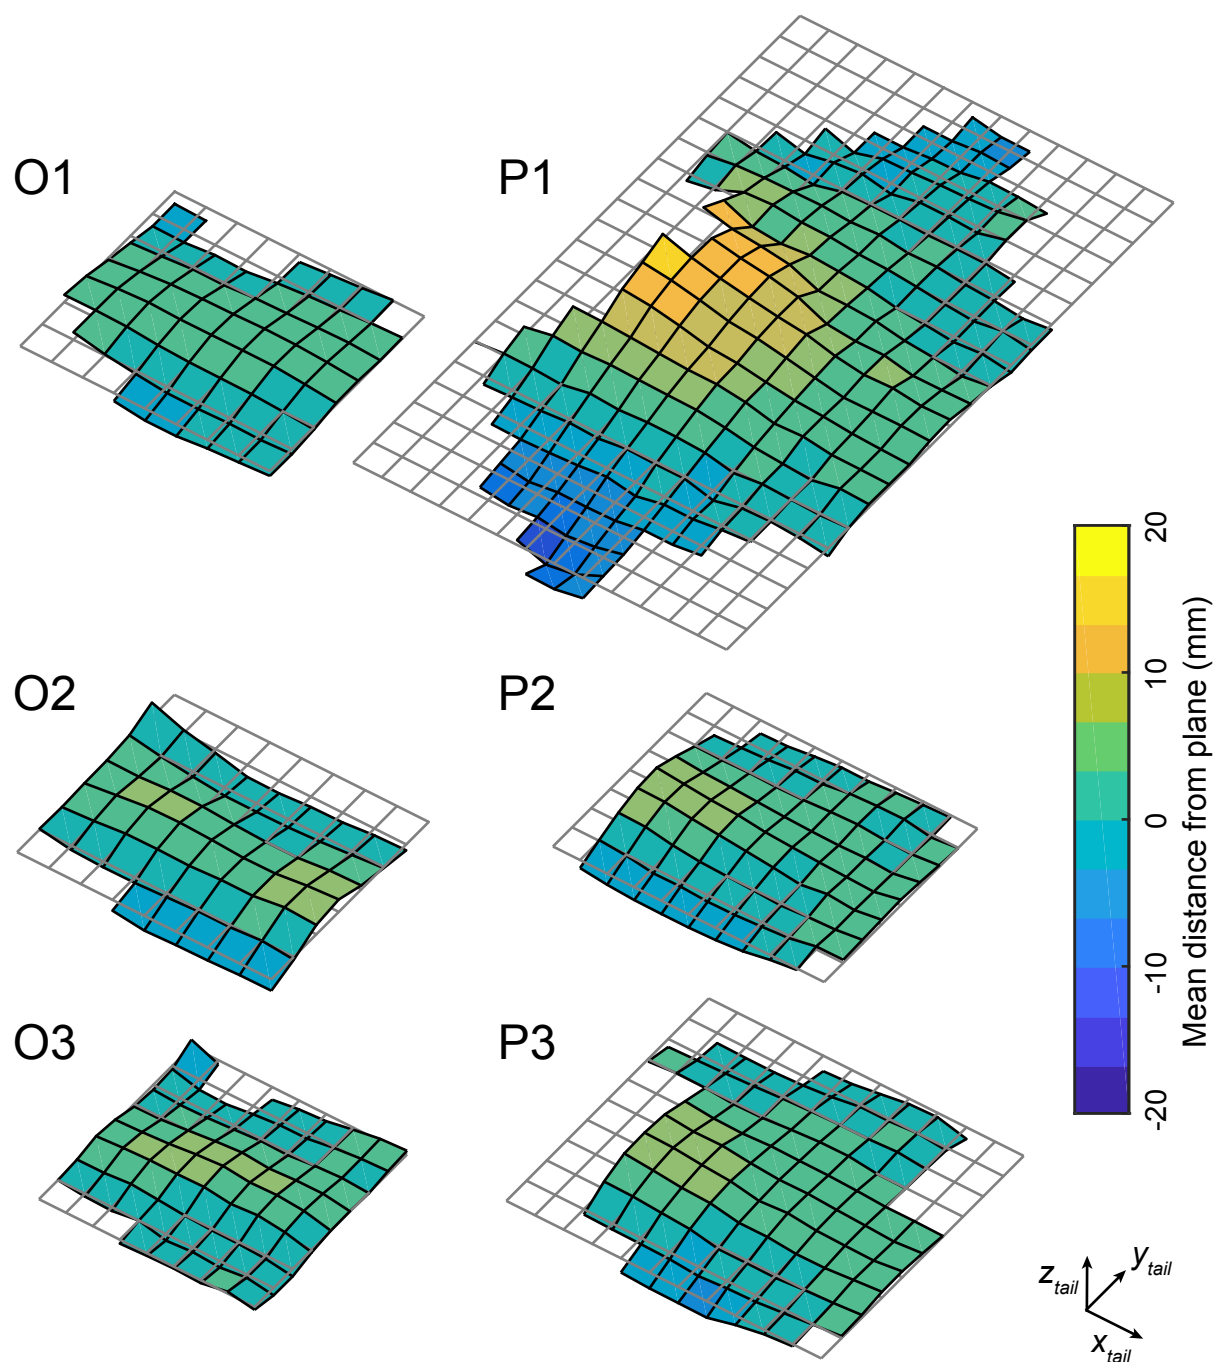 O1
P1
O2
P2
O3
P3
20
10
0
-10
-20
Mean distance from plane (mm)
z_tail
y_tail
x_tail